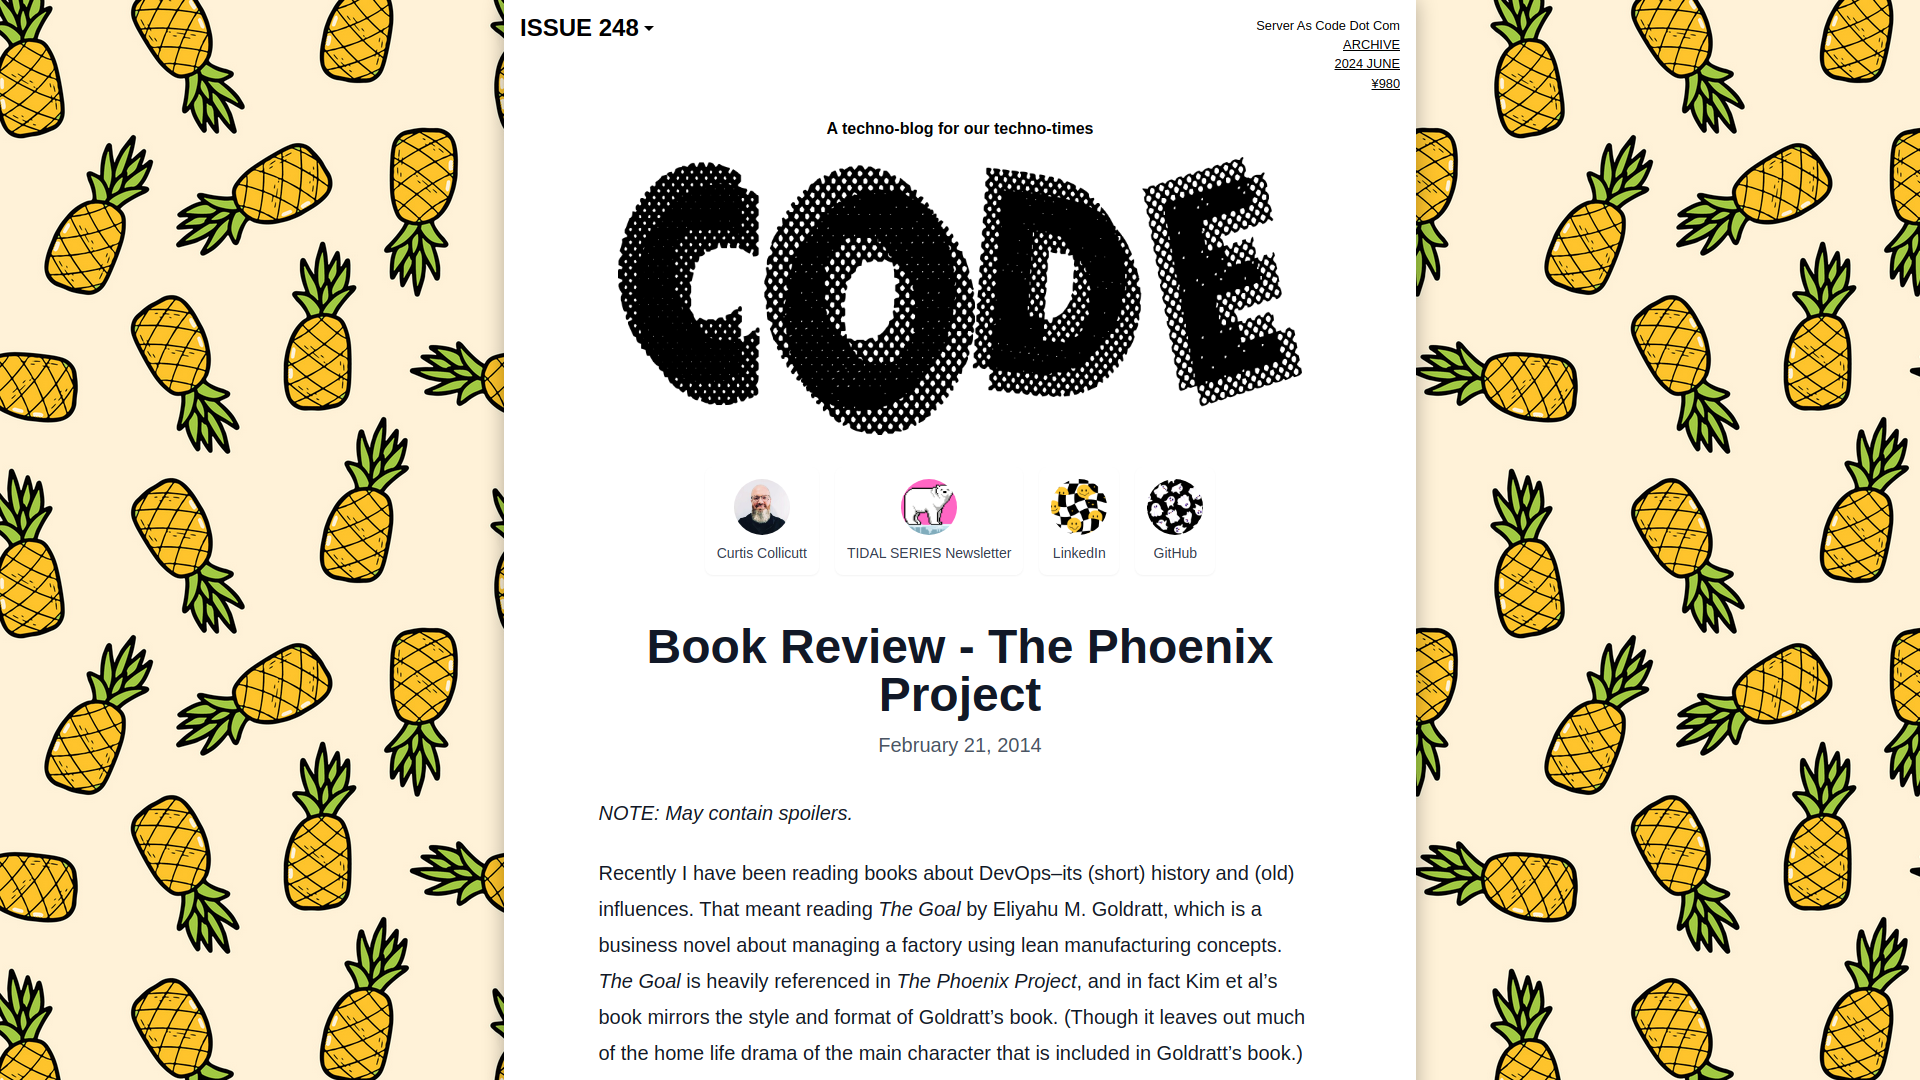 ISSUE 248
Server As Code Dot Com
ARCHIVE
2024 JUNE
¥980
A techno-blog for our techno-times
CODE
Curtis Collicutt
TIDAL SERIES Newsletter
LinkedIn
GitHub
Book Review - The Phoenix
Project
February 21, 2014
NOTE: May contain spoilers.
Recently I have been reading books about DevOps–its (short) history and (old)
influences. That meant reading The Goal by Eliyahu M. Goldratt, which is a
business novel about managing a factory using lean manufacturing concepts.
The Goal is heavily referenced in The Phoenix Project, and in fact Kim et al’s
book mirrors the style and format of Goldratt’s book. (Though it leaves out much
of the home life drama of the main character that is included in Goldratt’s book.)